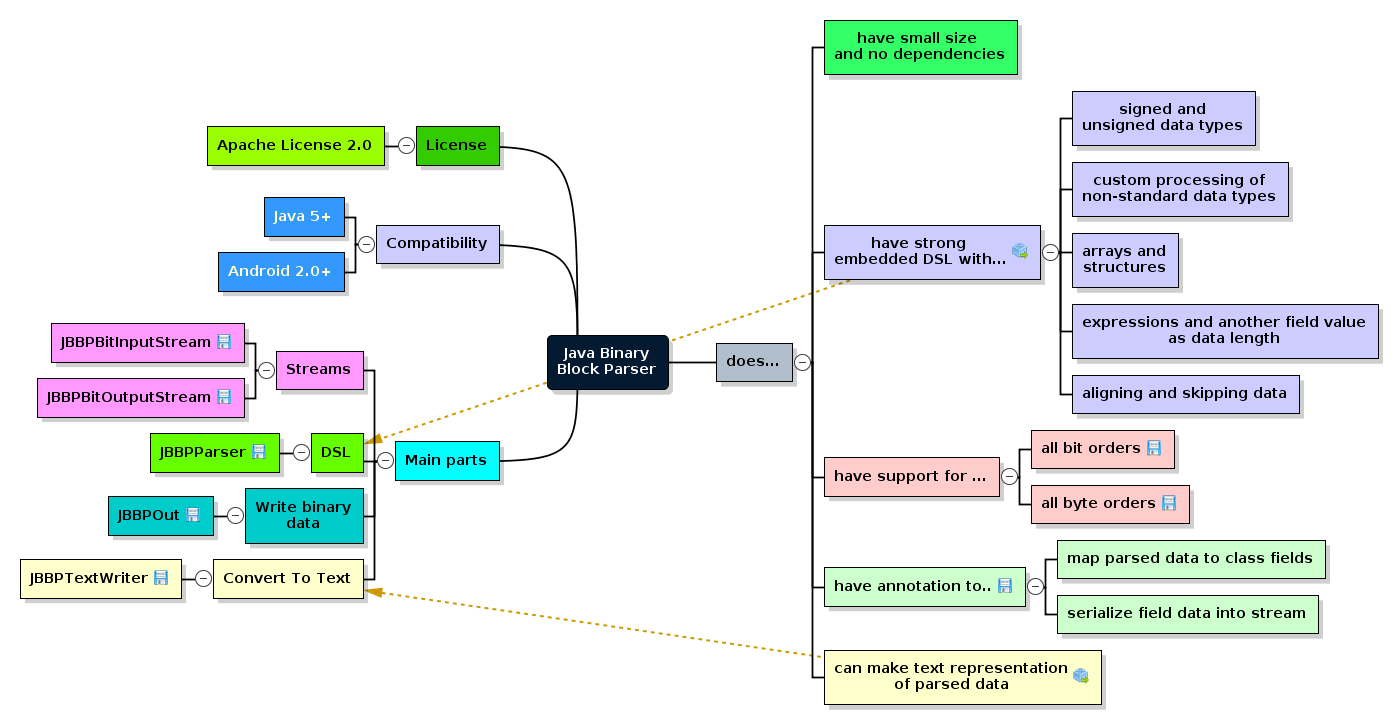 Java Binary
Block Parser
License
Apache License 2.0
Compatibility
Java 5+
Android 2.0+
Main parts
Streams
JBBPBitInputStream
JBBPBitOutputStream
DSL
JBBPParser
Write binary
data
JBBPOut
Convert To Text
JBBPTextWriter
does...
have small size
and no dependencies
have strong
embedded DSL with...
signed and
unsigned data types
custom processing of
non-standard data types
arrays and
structures
expressions and another field value
as data length
aligning and skipping data
have support for ...
all bit orders
all byte orders
have annotation to..
map parsed data to class fields
serialize field data into stream
can make text representation
of parsed data